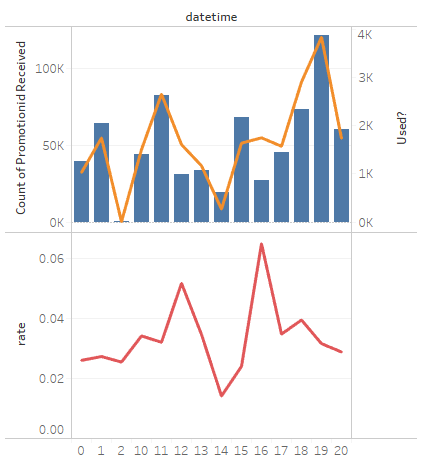 datetime
Count of Promotionid Received
100K
50K
0K
4K
3K
2K
1K
0K
Used?
rate
0.06
0.04
0.02
0.00
0 1 2 10 11 12 13 14 15 16 17 18 19 20